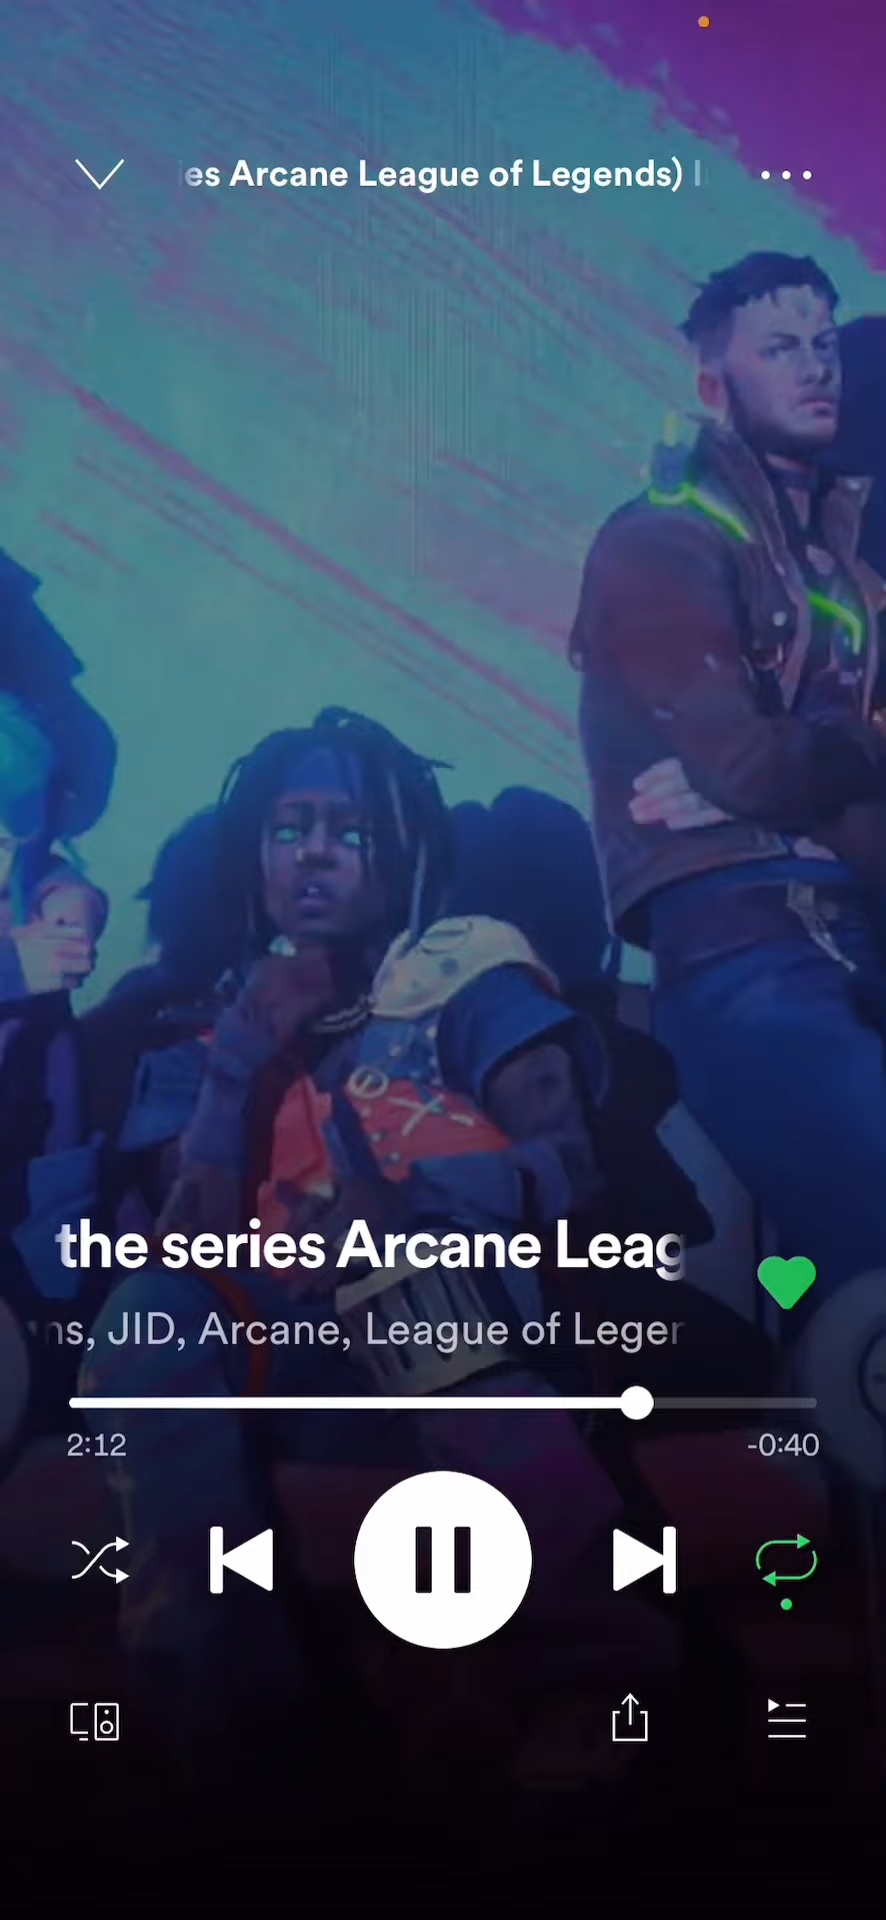 es Arcane League of Legends)
the series Arcane Leag
ns, JID, Arcane, League of Leger
2:12
-0:40